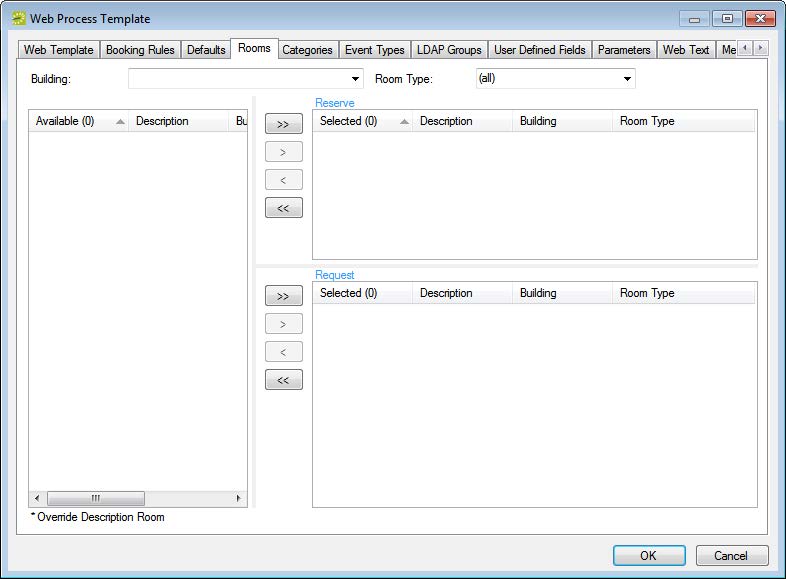 Web Process Template
Web Template Booking Rules Defaults Rooms Categories Event Types LDAP Groups User Defined Fields Parameters Web Text Me
Building: Room Type: (all)
Reserve
Available (0) Description Bu >> Selected (0) Description Building Room Type
>
<
<<
Request
>> Selected (0) Description Building Room Type
>
<
<<
* Override Description Room
OK Cancel